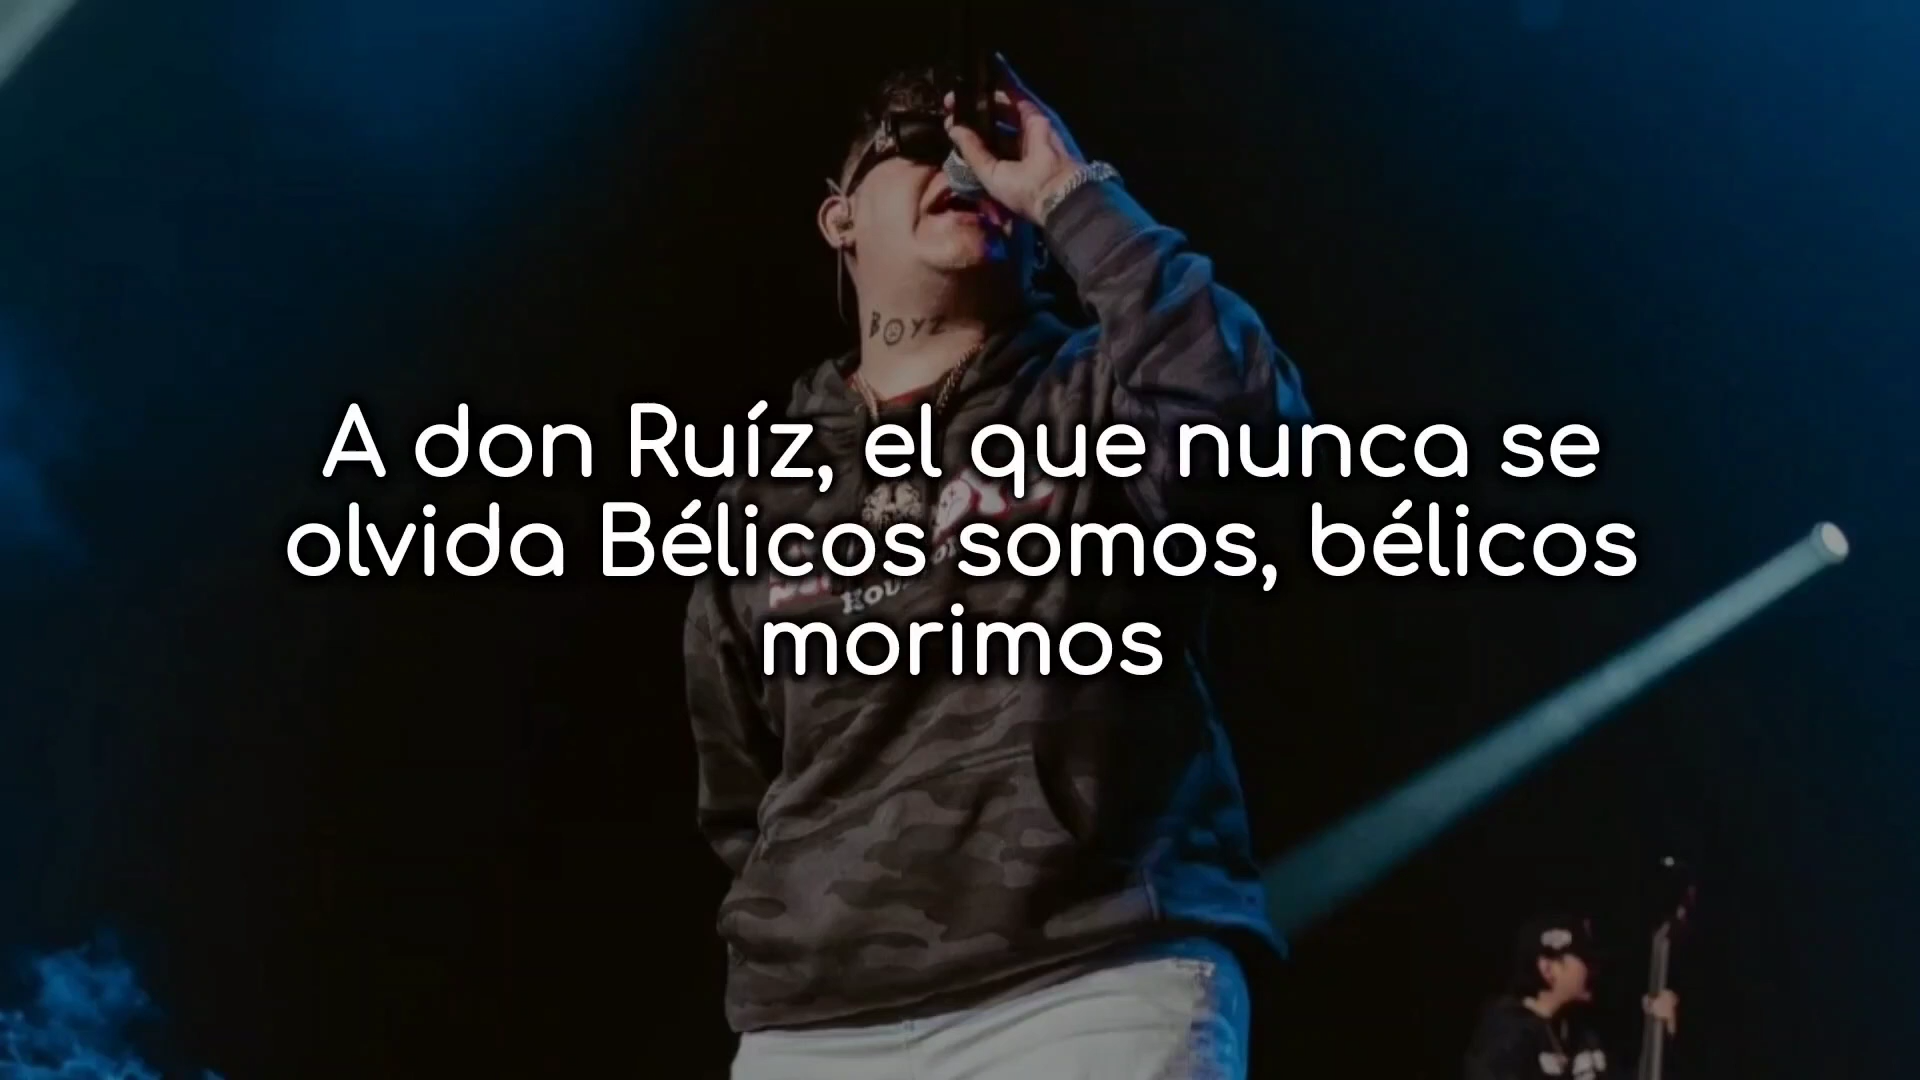 BOYZ
A don Ruíz, el que nunca se
olvida Bélicos somos, bélicos
morimos